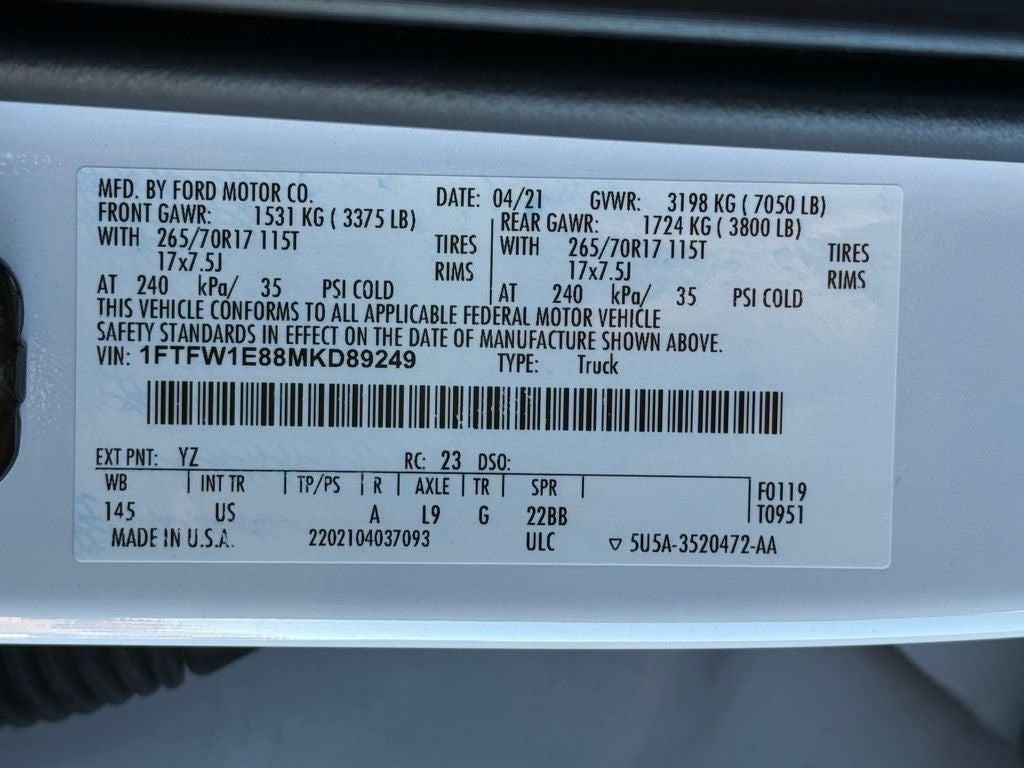 MFD. BY FORD MOTOR CO. DATE: 04/21 GVWR: 3198 KG ( 7050 LB)
FRONT GAWR: 1531 KG ( 3375 LB) REAR GAWR: 1724 KG ( 3800 LB)
WITH 265/70R17 115T TIRES WITH 265/70R17 115T TIRES
17x7.5J RIMS 17x7.5J RIMS
AT 240 kPa/ 35 PSI COLD AT 240 kPa/ 35 PSI COLD
THIS VEHICLE CONFORMS TO ALL APPLICABLE FEDERAL MOTOR VEHICLE
SAFETY STANDARDS IN EFFECT ON THE DATE OF MANUFACTURE SHOWN ABOVE.
VIN: 1FTFW1E88MKD89249 TYPE: Truck
EXT PNT: YZ RC: 23 DSO:
WB INT TR TP/PS R AXLE TR SPR F0119
145 US A L9 G 22BB T0951
MADE IN U.S.A. 2202104037093 ULC ▽ 5U5A-3520472-AA